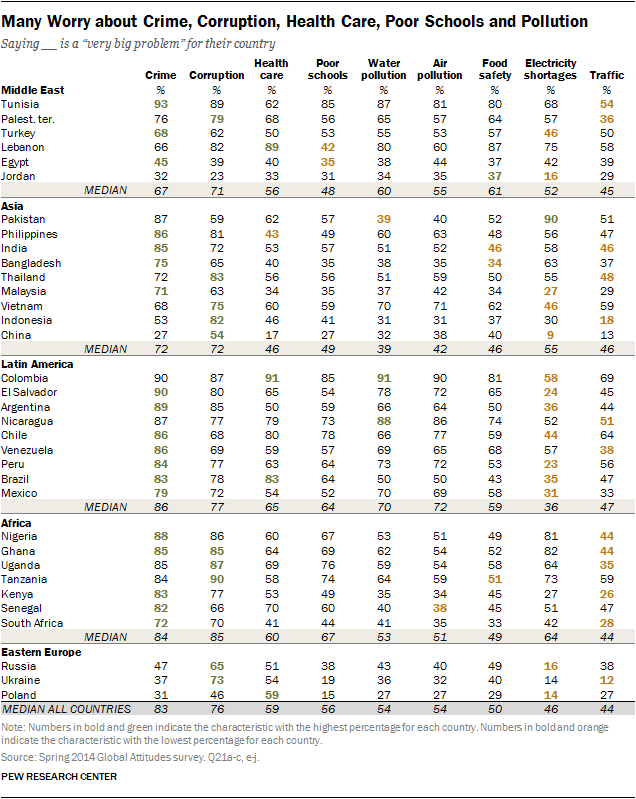 Many Worry about Crime, Corruption, Health Care, Poor Schools and Pollution
Saying __ is a “very big problem” for their country
Crime Corruption Health care Poor schools Water pollution Air pollution Food safety Electricity shortages Traffic
Middle East % % % % % % % % %
Tunisia 93 89 62 85 87 81 80 68 54
Palest. ter. 76 79 68 56 65 57 64 57 36
Turkey 68 62 50 53 55 53 57 46 50
Lebanon 66 82 89 42 80 60 87 75 58
Egypt 45 39 40 35 38 44 37 42 39
Jordan 32 23 33 31 34 35 37 16 29
MEDIAN 67 71 56 48 60 55 61 52 45
Asia
Pakistan 87 59 62 57 39 40 52 90 51
Philippines 86 81 43 49 60 63 48 56 47
India 85 72 53 57 51 52 46 58 46
Bangladesh 75 65 40 35 38 35 34 63 37
Thailand 72 83 56 56 51 59 50 55 48
Malaysia 71 63 34 35 37 42 34 27 29
Vietnam 68 75 60 59 70 71 62 46 59
Indonesia 53 82 46 41 31 31 37 30 18
China 27 54 17 27 32 38 40 9 13
MEDIAN 72 72 46 49 39 42 46 55 46
Latin America
Colombia 90 87 91 85 91 90 81 58 69
El Salvador 90 80 65 54 78 72 65 24 45
Argentina 89 85 50 59 66 64 50 36 44
Nicaragua 87 77 79 73 88 86 74 52 51
Chile 86 68 80 78 66 77 59 44 64
Venezuela 86 69 59 57 69 65 68 57 38
Peru 84 77 63 64 73 72 53 23 56
Brazil 83 78 83 64 50 50 43 35 47
Mexico 79 72 54 52 70 69 58 31 33
MEDIAN 86 77 65 64 70 72 59 36 47
Africa
Nigeria 88 86 60 67 53 51 49 81 44
Ghana 85 85 64 69 62 54 52 82 44
Uganda 85 87 69 76 59 54 58 64 35
Tanzania 84 90 58 74 64 59 51 73 59
Kenya 83 77 53 49 35 34 45 27 26
Senegal 82 66 70 60 40 38 45 51 47
South Africa 72 70 41 44 41 35 33 42 28
MEDIAN 84 85 60 67 53 51 49 64 44
Eastern Europe
Russia 47 65 51 38 43 40 49 16 38
Ukraine 37 73 54 19 36 32 40 14 12
Poland 31 46 59 15 27 27 29 14 27
MEDIAN ALL COUNTRIES 83 76 59 56 54 54 50 46 44
Note: Numbers in bold and green indicate the characteristic with the highest percentage for each country. Numbers in bold and orange
indicate the characteristic with the lowest percentage for each country.
Source: Spring 2014 Global Attitudes survey. Q21a-c, e-j.
PEW RESEARCH CENTER